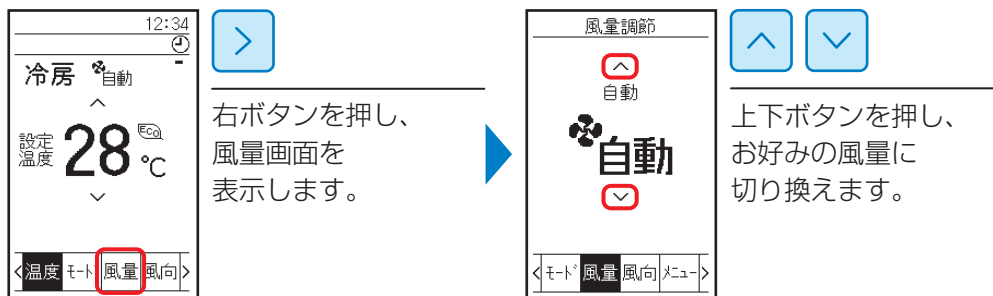 12:34
冷房 自動
設定
温度 28 Eco
℃
温度 ﾓｰﾄﾞ 風量 風向
右ボタンを押し、
風量画面を
表示します。
風量調節
自動
自動
ﾓｰﾄﾞ 風量 風向 ﾒﾆｭｰ
上下ボタンを押し、
お好みの風量に
切り換えます。